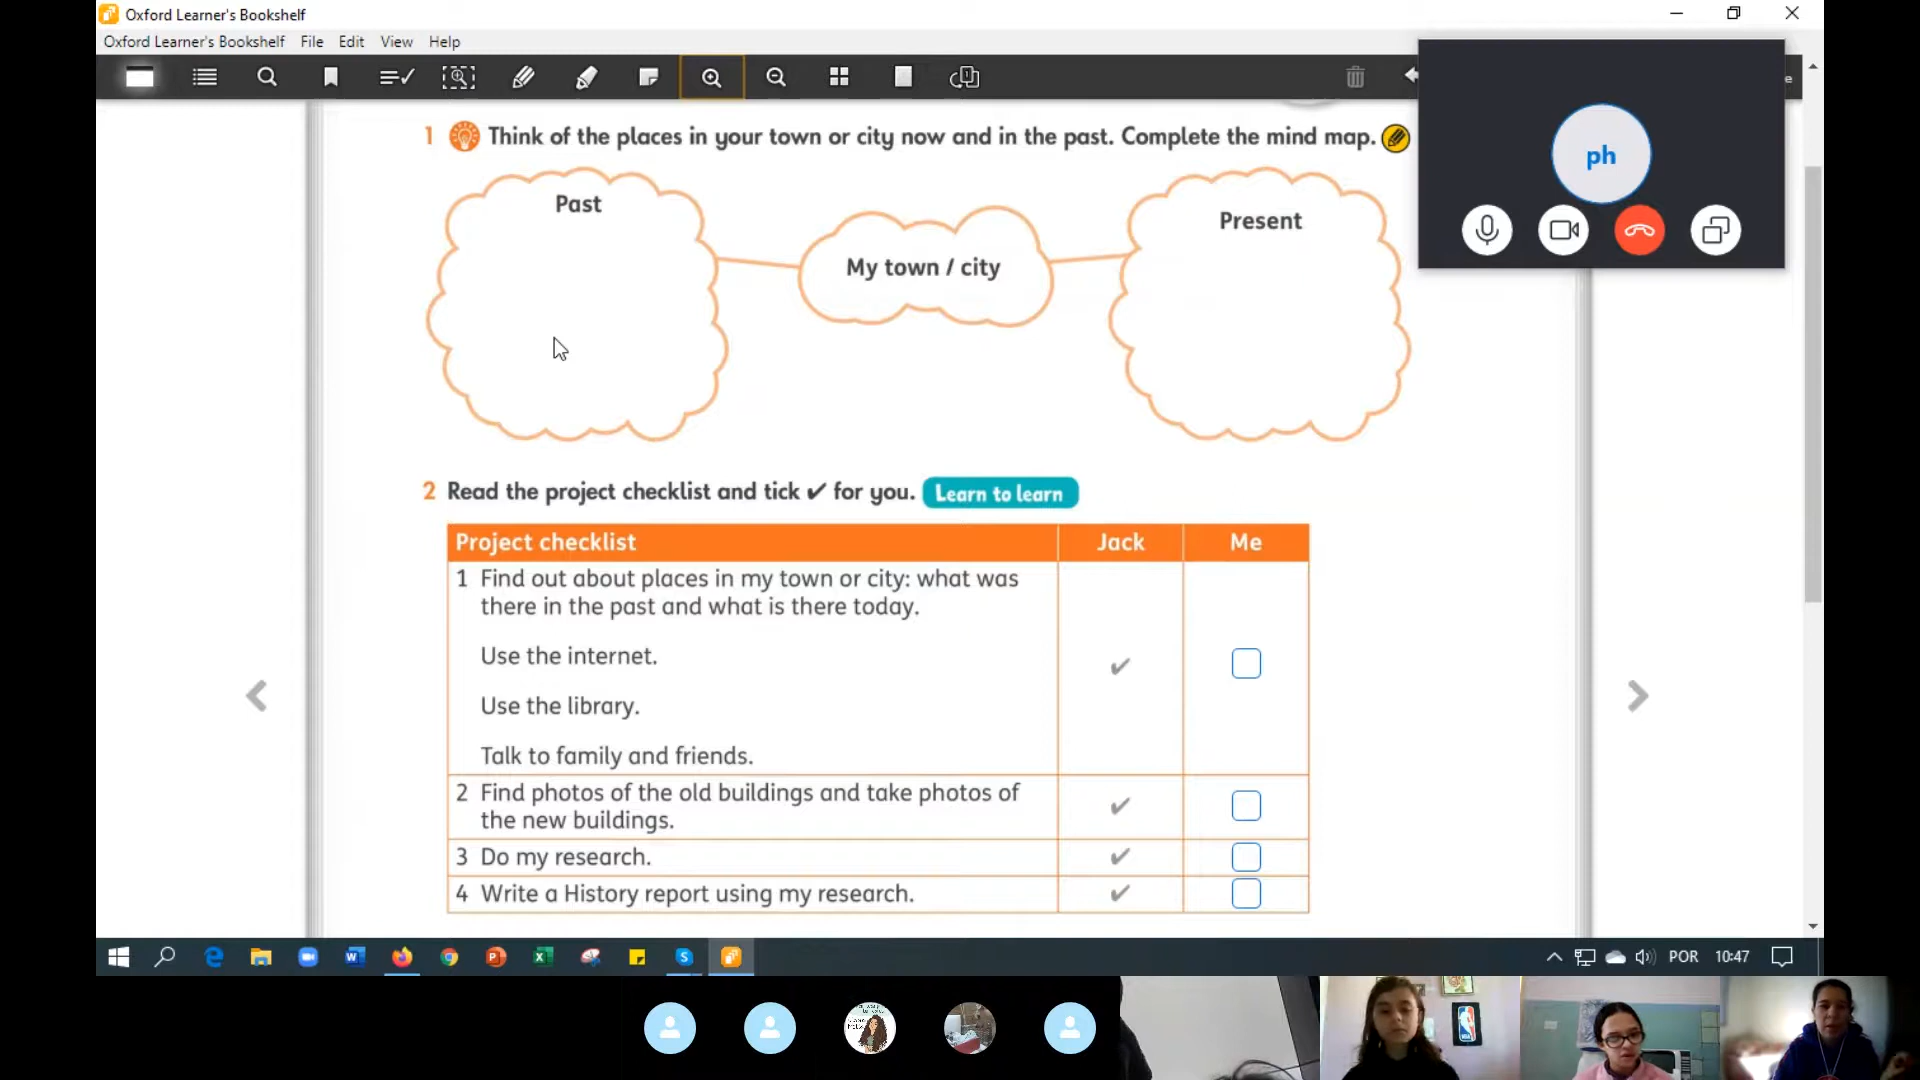 Oxford Learner's Bookshelf
Oxford Learner's Bookshelf File Edit View Help
1 Think of the places in your town or city now and in the past. Complete the mind map.
Past
My town / city
Present
ph
2 Read the project checklist and tick ✔ for you. Learn to learn
Project checklist Jack Me
1 Find out about places in my town or city: what was
there in the past and what is there today.
Use the internet.
Use the library.
Talk to family and friends.
✔
2 Find photos of the old buildings and take photos of
the new buildings.
✔
3 Do my research. ✔
4 Write a History report using my research. ✔
POR 10:47